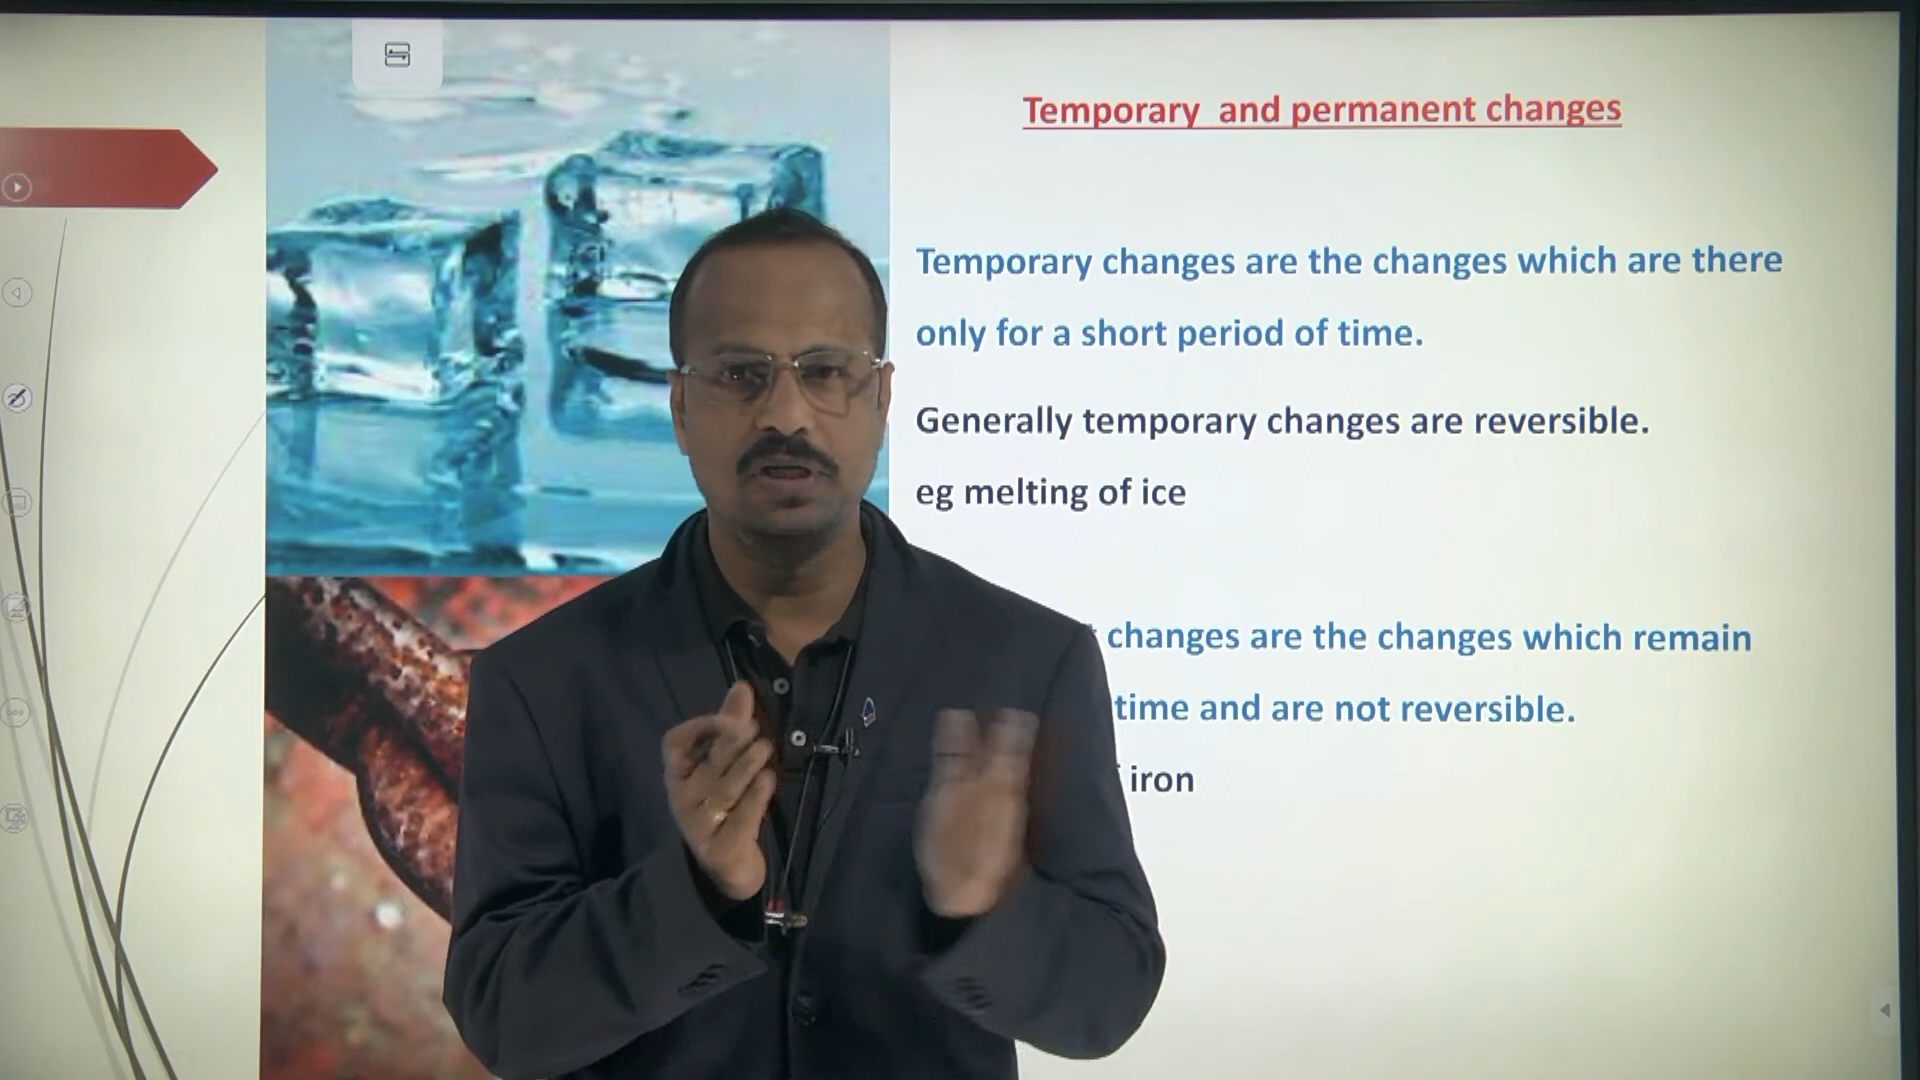 Temporary and permanent changes
Temporary changes are the changes which are there
only for a short period of time.
Generally temporary changes are reversible.
eg melting of ice
changes are the changes which remain
time and are not reversible.
iron